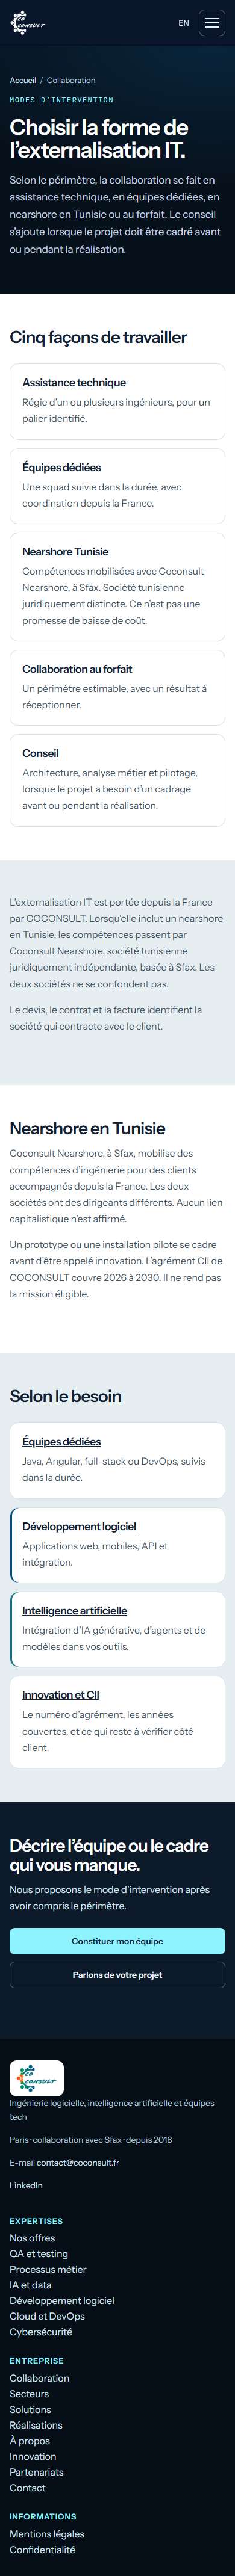 CO CONSULT
EN
Accueil / Collaboration
MODES D’INTERVENTION
Choisir la forme de
l’externalisation IT.
Selon le périmètre, la collaboration se fait en
assistance technique, en équipes dédiées, en
nearshore en Tunisie ou au forfait. Le conseil
s’ajoute lorsque le projet doit être cadré avant
ou pendant la réalisation.
Cinq façons de travailler
Assistance technique
Régie d’un ou plusieurs ingénieurs, pour un
palier identifié.
Équipes dédiées
Une squad suivie dans la durée, avec
coordination depuis la France.
Nearshore Tunisie
Compétences mobilisées avec Coconsult
Nearshore, à Sfax. Société tunisienne
juridiquement distincte. Ce n’est pas une
promesse de baisse de coût.
Collaboration au forfait
Un périmètre estimable, avec un résultat à
réceptionner.
Conseil
Architecture, analyse métier et pilotage,
lorsque le projet a besoin d’un cadrage
avant ou pendant la réalisation.
L’externalisation IT est portée depuis la France
par COCONSULT. Lorsqu’elle inclut un nearshore
en Tunisie, les compétences passent par
Coconsult Nearshore, société tunisienne
juridiquement indépendante, basée à Sfax. Les
deux sociétés ne se confondent pas.
Le devis, le contrat et la facture identifient la
société qui contracte avec le client.
Nearshore en Tunisie
Coconsult Nearshore, à Sfax, mobilise des
compétences d’ingénierie pour des clients
accompagnés depuis la France. Les deux
sociétés ont des dirigeants différents. Aucun lien
capitalistique n’est affirmé.
Un prototype ou une installation pilote se cadre
avant d’être appelé innovation. L’agrément CII de
COCONSULT couvre 2026 à 2030. Il ne rend pas
la mission éligible.
Selon le besoin
Équipes dédiées
Java, Angular, full-stack ou DevOps, suivis
dans la durée.
Développement logiciel
Applications web, mobiles, API et
intégration.
Intelligence artificielle
Intégration d’IA générative, d’agents et de
modèles dans vos outils.
Innovation et CII
Le numéro d’agrément, les années
couvertes, et ce qui reste à vérifier côté
client.
Décrire l’équipe ou le cadre
qui vous manque.
Nous proposons le mode d’intervention après
avoir compris le périmètre.
Constituer mon équipe
Parlons de votre projet
CO CONSULT
Ingénierie logicielle, intelligence artificielle et équipes
tech
Paris · collaboration avec Sfax · depuis 2018
E-mail contact@coconsult.fr
LinkedIn
EXPERTISES
Nos offres
QA et testing
Processus métier
IA et data
Développement logiciel
Cloud et DevOps
Cybersécurité
ENTREPRISE
Collaboration
Secteurs
Solutions
Réalisations
À propos
Innovation
Partenariats
Contact
INFORMATIONS
Mentions légales
Confidentialité